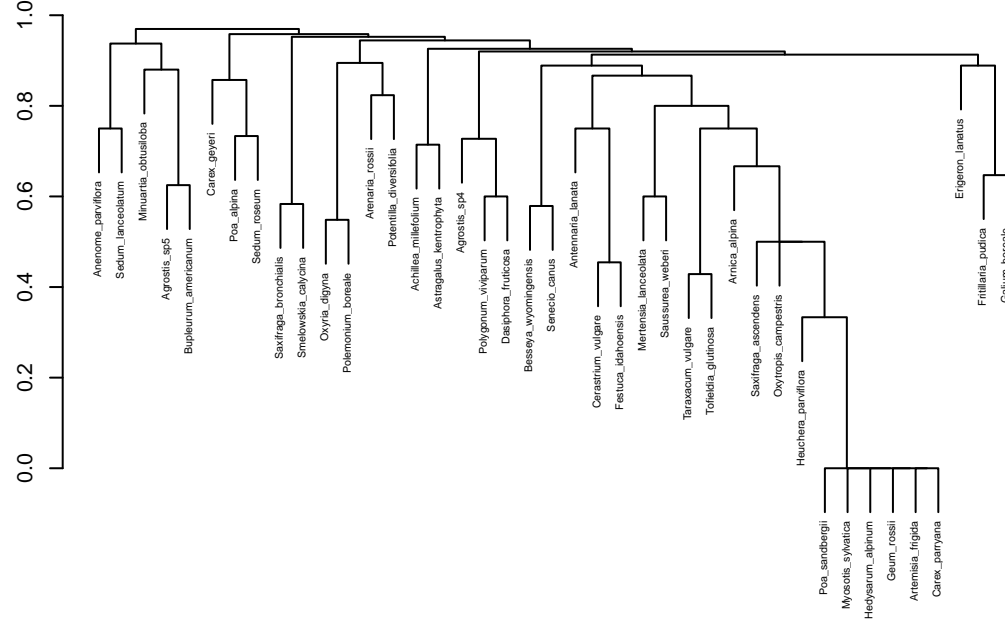 1.0
0.8
0.6
0.4
0.2
0.0
Anenome_parviflora
Sedum_lanceolatum
Minuartia_obtusiloba
Agrostis_sp5
Bupleurum_americanum
Carex_geyeri
Poa_alpina
Sedum_roseum
Saxifraga_bronchialis
Smelowskia_calycina
Oxyria_digyna
Polemonium_boreale
Arenaria_rossii
Potentilla_diversifolia
Achillea_millefolium
Astragalus_kentrophyta
Agrostis_sp4
Polygonum_viviparum
Dasiphora_fruticosa
Besseya_wyomingensis
Senecio_canus
Antennaria_lanata
Cerastrium_vulgare
Festuca_idahoensis
Mertensia_lanceolata
Saussurea_weberi
Taraxacum_vulgare
Tofieldia_glutinosa
Arnica_alpina
Saxifraga_ascendens
Oxytropis_campestris
Heuchera_parviflora
Poa_sandbergii
Myosotis_sylvatica
Hedysarum_alpinum
Geum_rossii
Artemisia_frigida
Carex_parryana
Erigeron_lanatus
Fritillaria_pudica